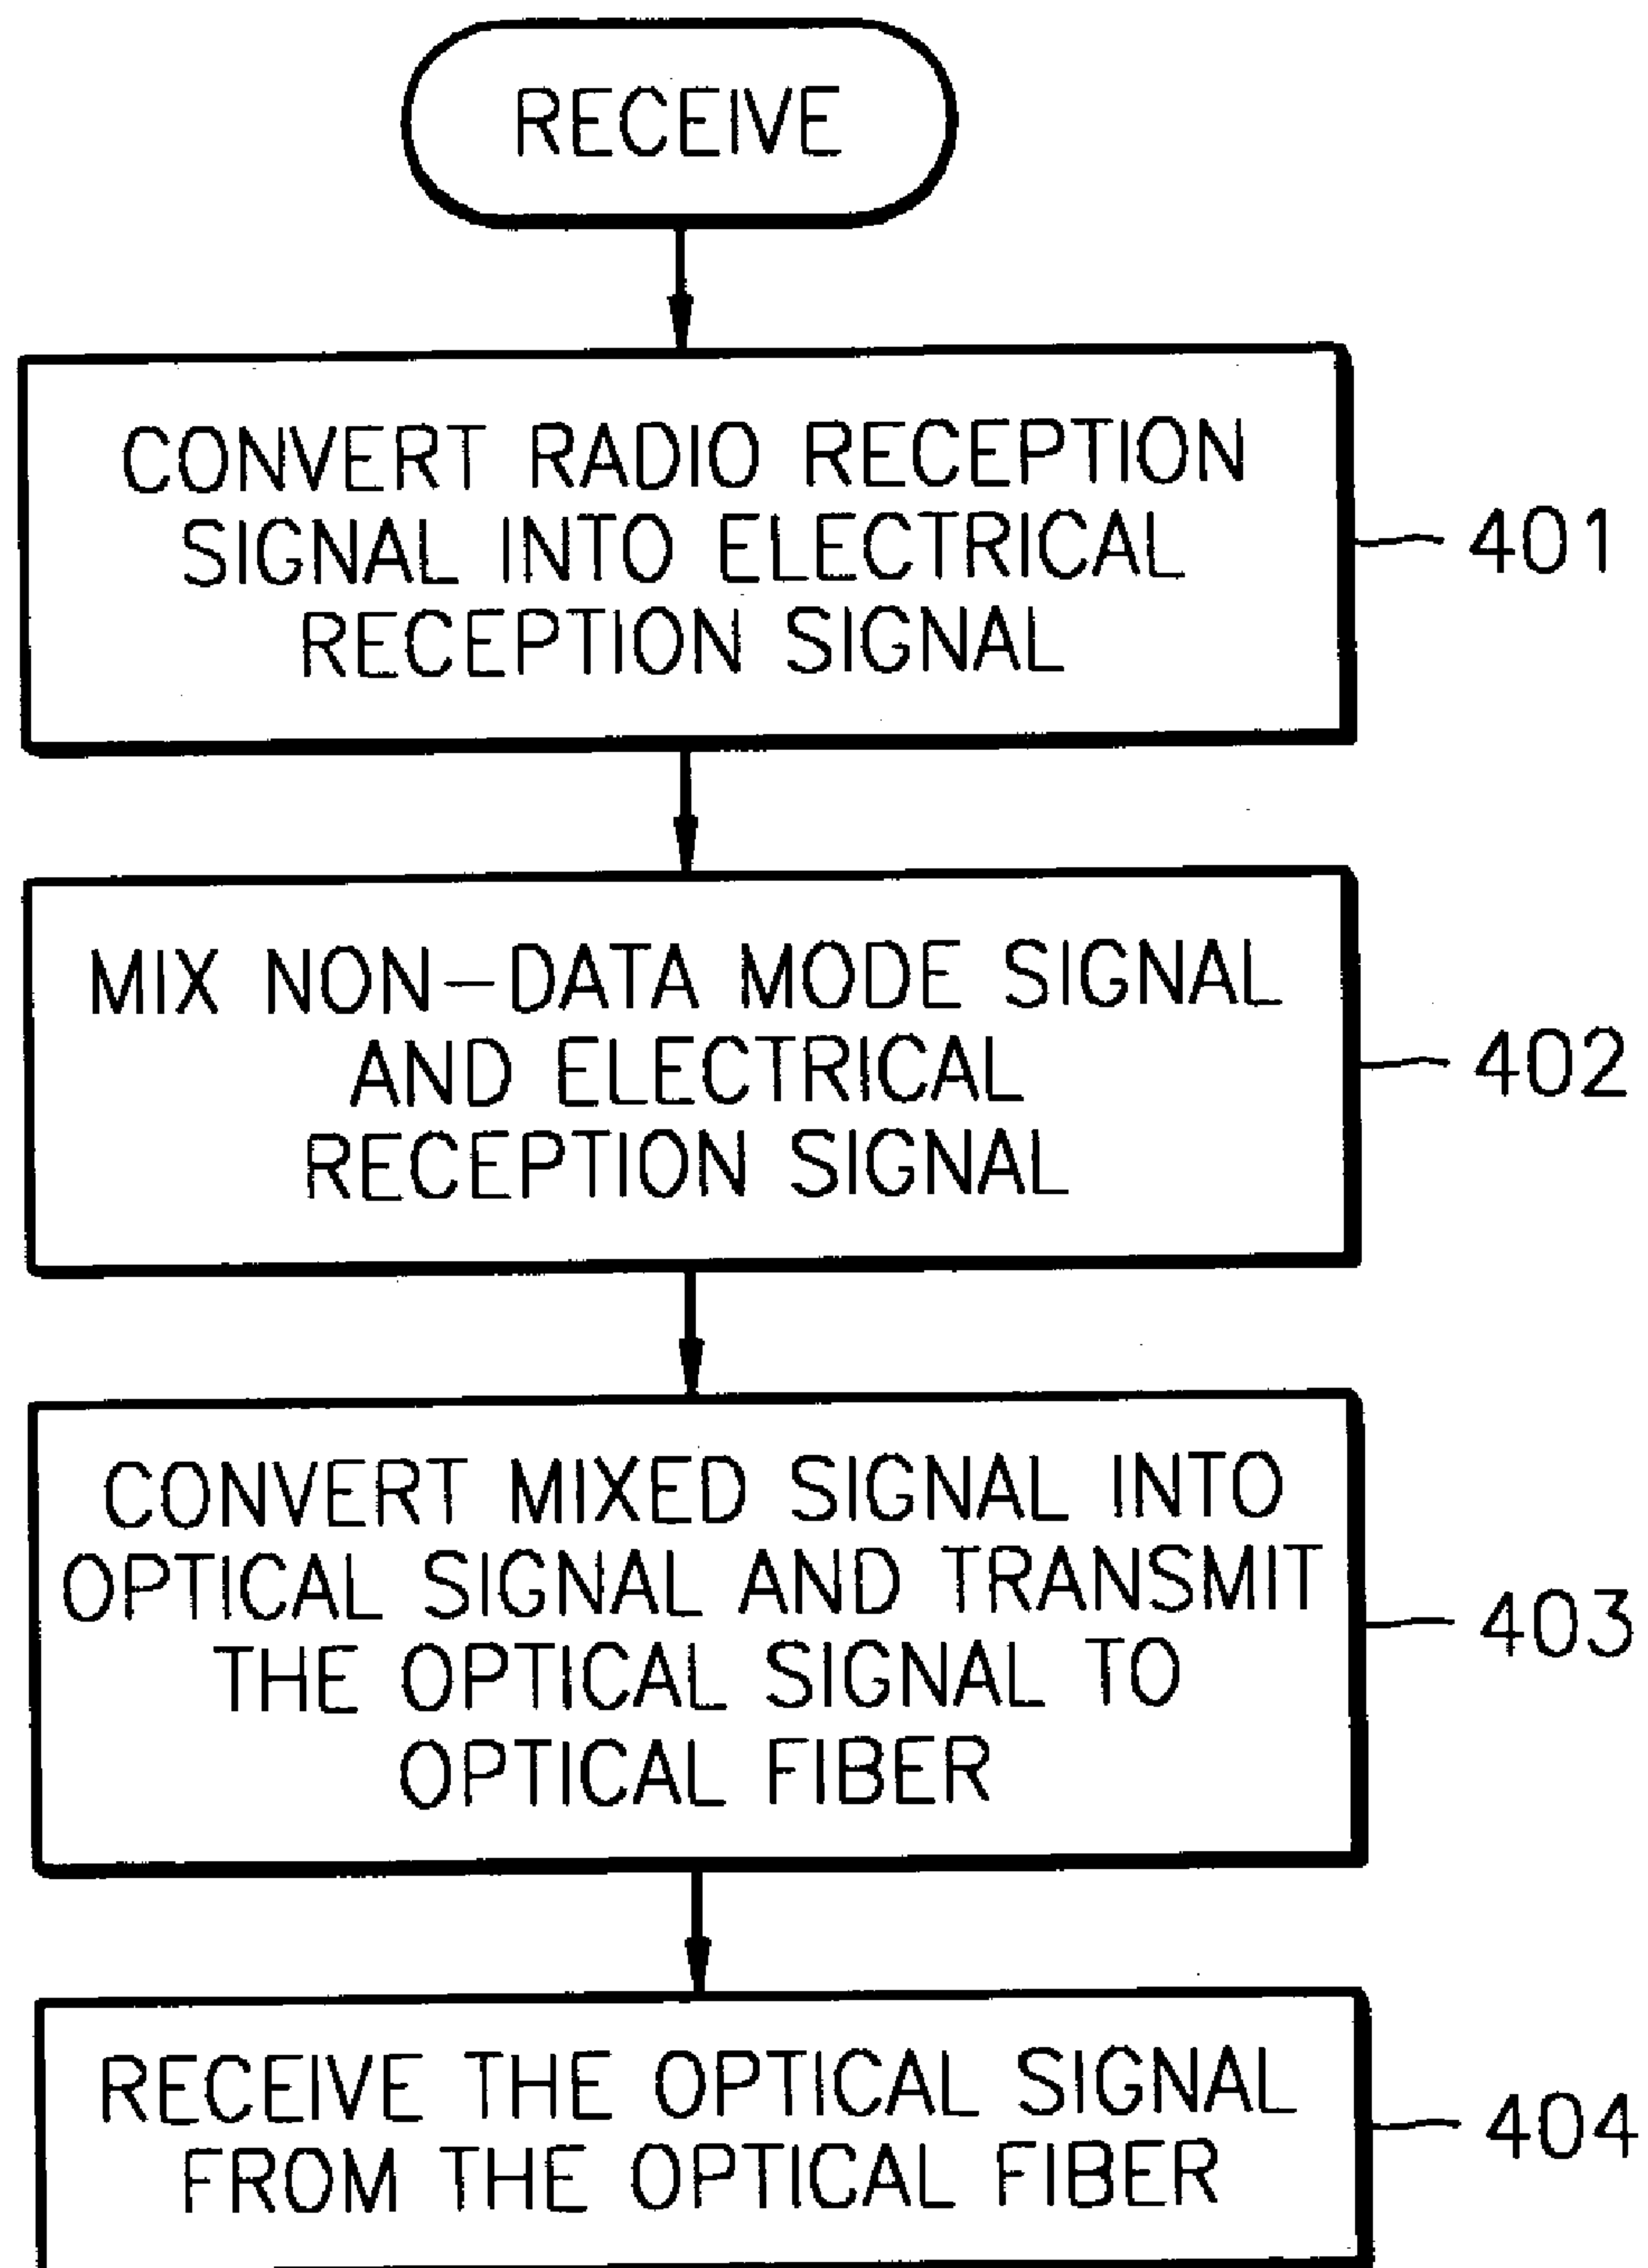 RECEIVE
CONVERT RADIO RECEPTION
SIGNAL INTO ELECTRICAL
RECEPTION SIGNAL
401
MIX NON-DATA MODE SIGNAL
AND ELECTRICAL
RECEPTION SIGNAL
402
CONVERT MIXED SIGNAL INTO
OPTICAL SIGNAL AND TRANSMIT
THE OPTICAL SIGNAL TO
OPTICAL FIBER
403
RECEIVE THE OPTICAL SIGNAL
FROM THE OPTICAL FIBER
404